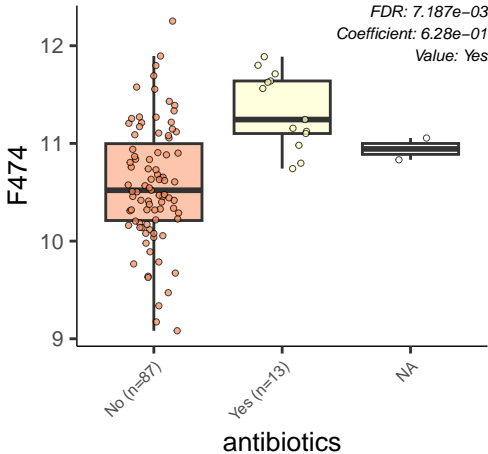 FDR: 7.187e−03
Coefficient: 6.28e−01
Value: Yes
12
11
10
9
F474
No (n=87)
Yes (n=13)
NA
antibiotics